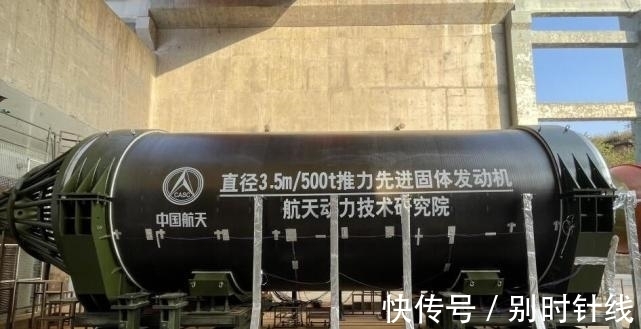 直径3.5m/500t推力先进固体发动机
CASC
中国航天
航天动力技术研究院
快传号 / 别时针线